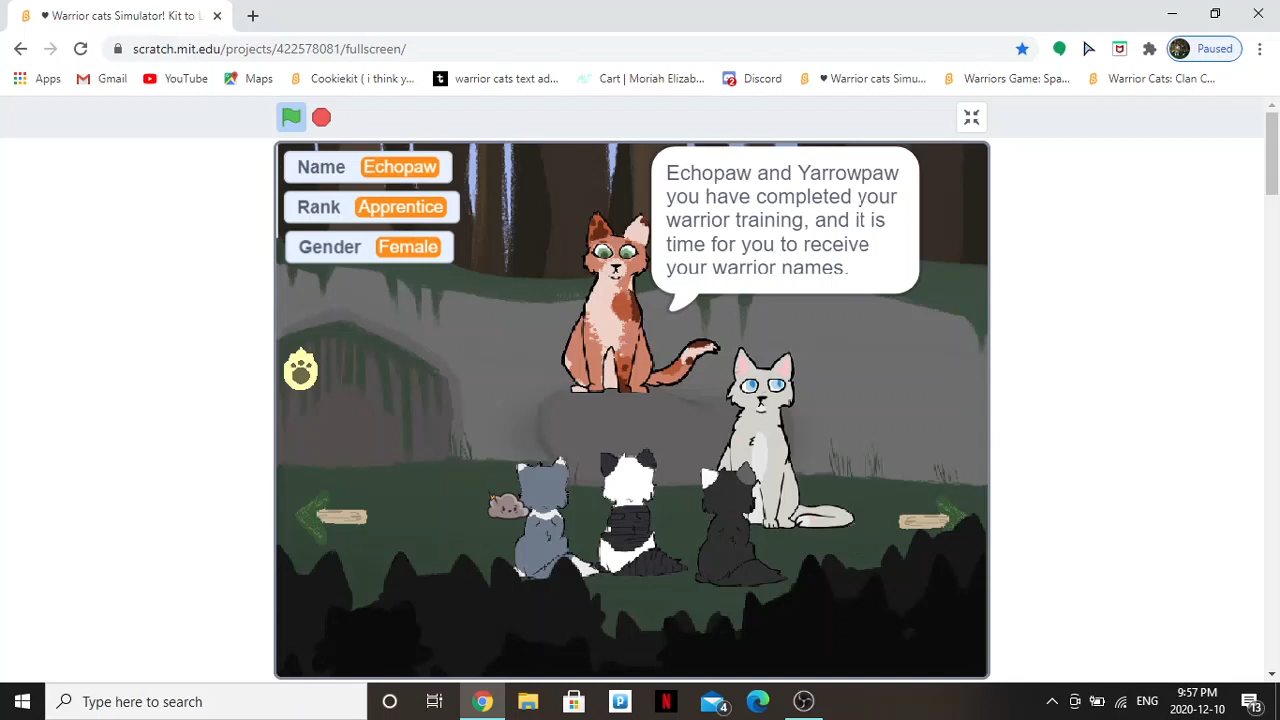 ♥ Warrior cats Simulator! Kit to L
scratch.mit.edu/projects/422578081/fullscreen/
Paused
Apps
Gmail
YouTube
Maps
Cookiekit ( i think y...
t
warrior cats text ad...
Cart | Moriah Elizab...
2
Discord
♥ Warrior cats Simu...
Warriors Game: Spa...
Warrior Cats: Clan C...
Name Echopaw
Rank Apprentice
Gender Female
Echopaw and Yarrowpaw
you have completed your
warrior training, and it is
time for you to receive
your warrior names.
Type here to search
P
N
4
ENG
9:57 PM
2020-12-10
13